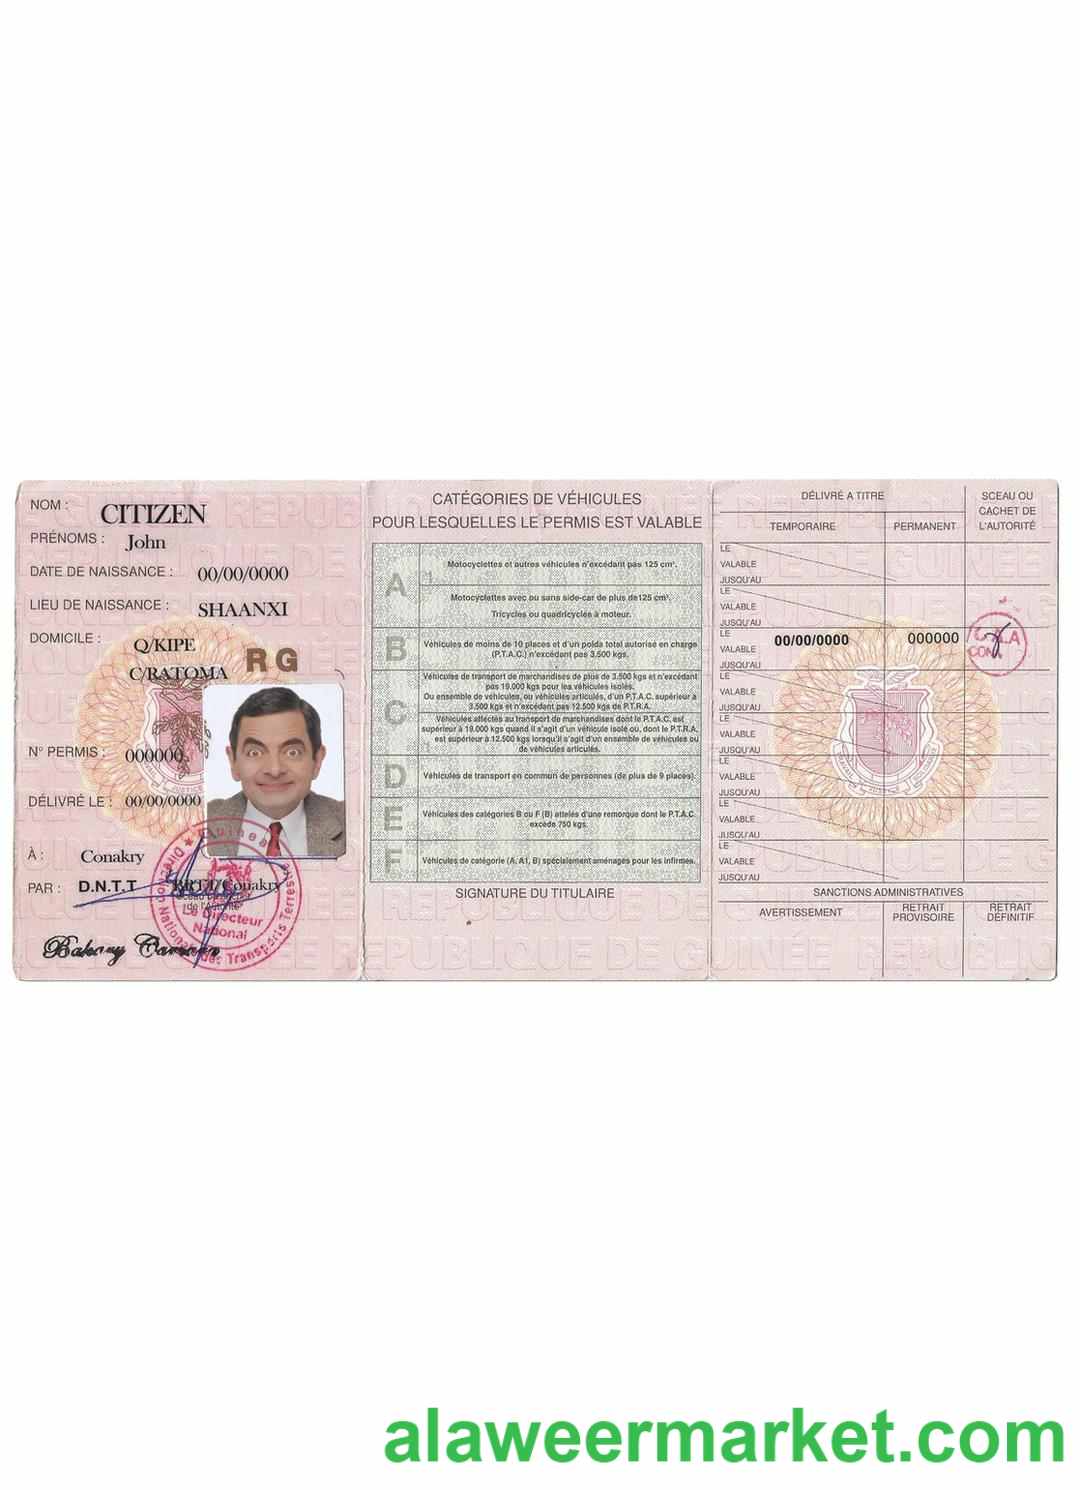 NOM :
CITIZEN
PRÉNOMS :
John
DATE DE NAISSANCE :
00/00/0000
LIEU DE NAISSANCE :
SHAANXI
DOMICILE :
Q/KIPE
C/RATOMA
R G
N° PERMIS :
000000
DÉLIVRÉ LE :
00/00/0000
À :
Conakry
PAR :
D.N.T.T
BRTT/Conakry
de l'Autorité
Le Directeur
National
Transports Terrestres
Bakary Camara
CATÉGORIES DE VÉHICULES
POUR LESQUELLES LE PERMIS EST VALABLE
A
1
Motocyclettes et autres véhicules n'excédant pas 125 cm³.
Motocyclettes avec ou sans side-car de plus de125 cm³.
Tricycles ou quadricycles à moteur.
B
Véhicules de moins de 10 places et d'un poids total autorisé en charge
(P.T.A.C.) n'excédant pas 3.500 kgs.
C
Véhicules de transport de marchandises de plus de 3.500 kgs et n'excédant
pas 19.000 kgs pour les véhicules isolés.
Ou ensemble de véhicules, ou véhicules articulés, d'un P.T.A.C. supérieur à
3.500 kgs et n'excédant pas 12.500 kgs de P.T.R.A.
Véhicules affectés au transport de marchandises dont le P.T.A.C. est
supérieur à 19.000 kgs quand il s'agit d'un véhicule isolé ou, dont le P.T.R.A.
est supérieur à 12.500 kgs lorsqu'il s'agit d'un ensemble de véhicules ou
de véhicules articulés.
D
Véhicules de transport en commun de personnes (de plus de 9 places).
E
Véhicules des catégories B ou F (B) attelés d'une remorque dont le P.T.A.C.
excède 750 kgs.
F
Véhicules de catégorie (A, A1, B) spécialement aménagés pour les infirmes.
SIGNATURE DU TITULAIRE
DÉLIVRÉ A TITRE
SCEAU OU
CACHET DE
L'AUTORITÉ
TEMPORAIRE
PERMANENT
LE
VALABLE
JUSQU'AU
LE
VALABLE
JUSQU'AU
LE
00/00/0000
000000
VALABLE
JUSQU'AU
LE
VALABLE
JUSQU'AU
LE
VALABLE
JUSQU'AU
LE
VALABLE
JUSQU'AU
LE
VALABLE
JUSQU'AU
LE
VALABLE
JUSQU'AU
SANCTIONS ADMINISTRATIVES
AVERTISSEMENT
RETRAIT
PROVISOIRE
RETRAIT
DÉFINITIF
REPUBLIQUE DE GUINEE REPUBLIQUE
alaweermarket.com